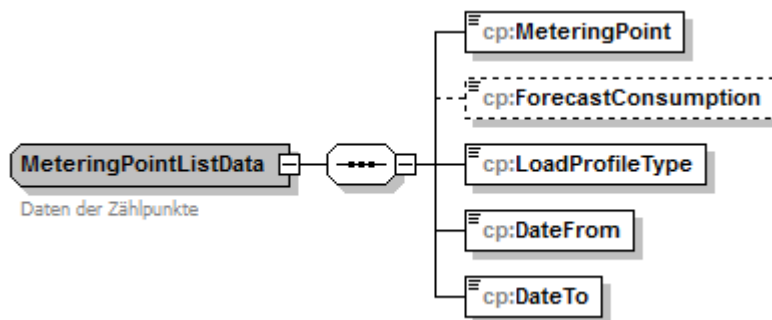 cp:MeteringPoint
cp:ForecastConsumption
MeteringPointListData
cp:LoadProfileType
Daten der Zählpunkte
cp:DateFrom
cp:DateTo